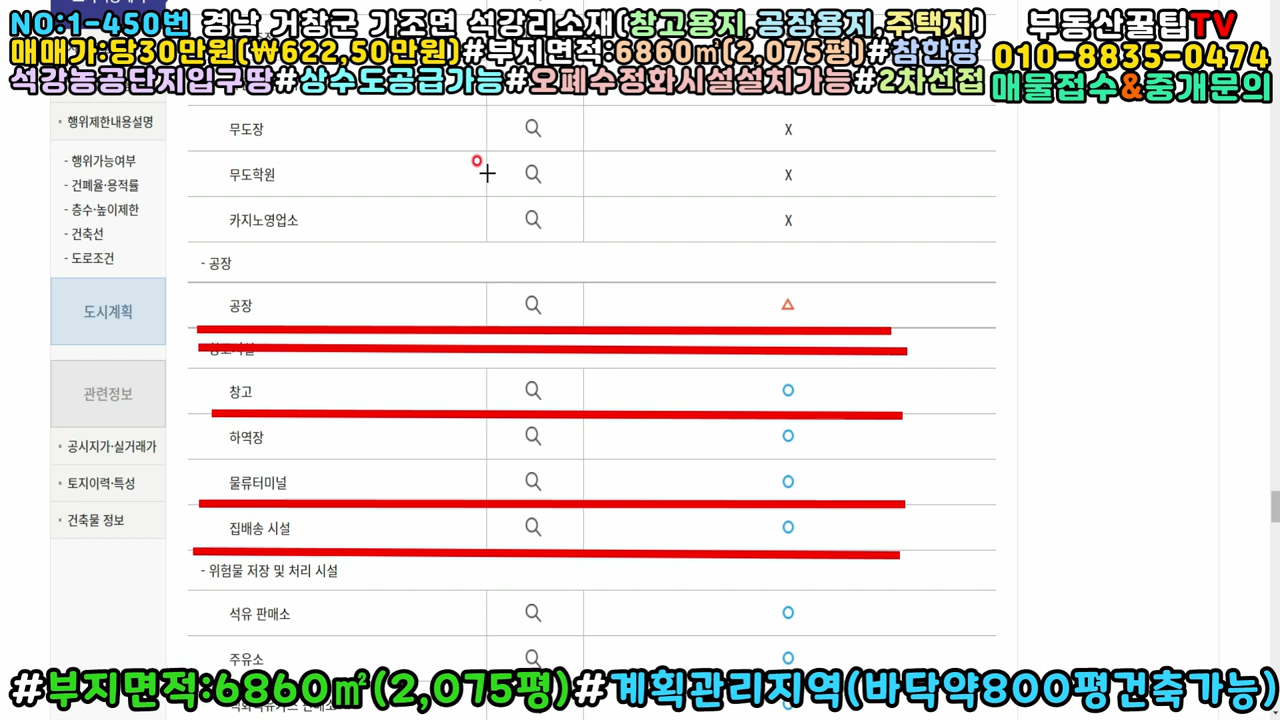 NO:1-450번 경남 거창군 가조면 석강리소재(창고용지,공장용지,주택지)
매매가:당30만원(₩622,50만원)#부지면적:6860㎡(2,075평)#참한땅
석강농공단지입구땅#상수도공급가능#오폐수정화시설설치가능#2차선접
부동산꿀팁TV
010-8835-0474
매물접수&중개문의
행위제한내용설명
- 행위가능여부
- 건폐율·용적률
- 층수·높이제한
- 건축선
- 도로조건
도시계획
관련정보
공시지가·실거래가
토지이력·특성
건축물 정보
무도장 X
무도학원 X
카지노영업소 X
- 공장
공장 △
창고 ○
하역장 ○
물류터미널 ○
집배송 시설 ○
- 위험물 저장 및 처리 시설
석유 판매소 ○
주유소 ○
#부지면적:6860㎡(2,075평)#계획관리지역(바닥약800평건축가능)